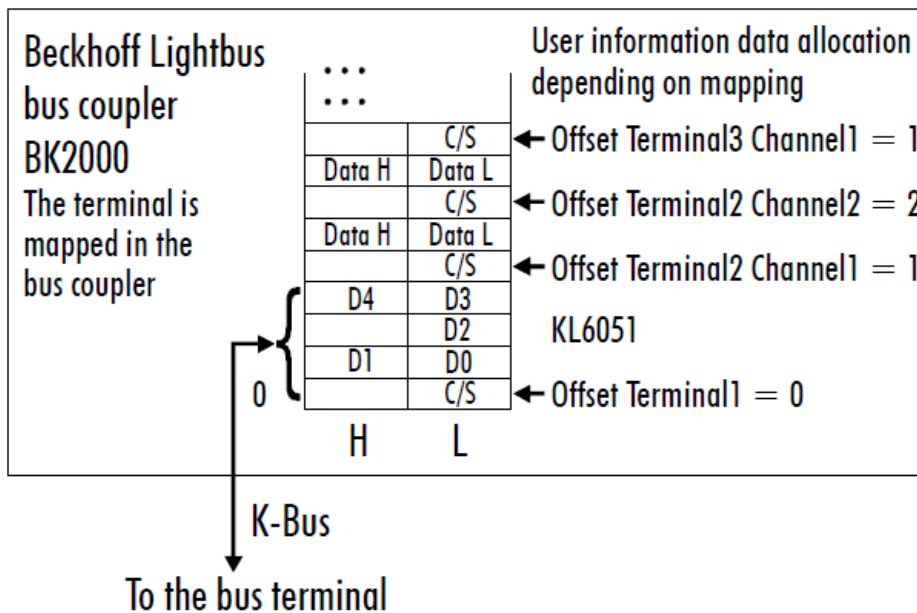 Beckhoff Lightbus
bus coupler
BK2000
The terminal is
mapped in the
bus coupler
User information data allocation
depending on mapping
...
...
C/S
Offset Terminal3 Channel1 = 1
Data H Data L
C/S
Offset Terminal2 Channel2 = 2
Data H Data L
C/S
Offset Terminal2 Channel1 = 1
D4 D3
D2
KL6051
D1 D0
0
C/S
Offset Terminal1 = 0
H L
K-Bus
To the bus terminal